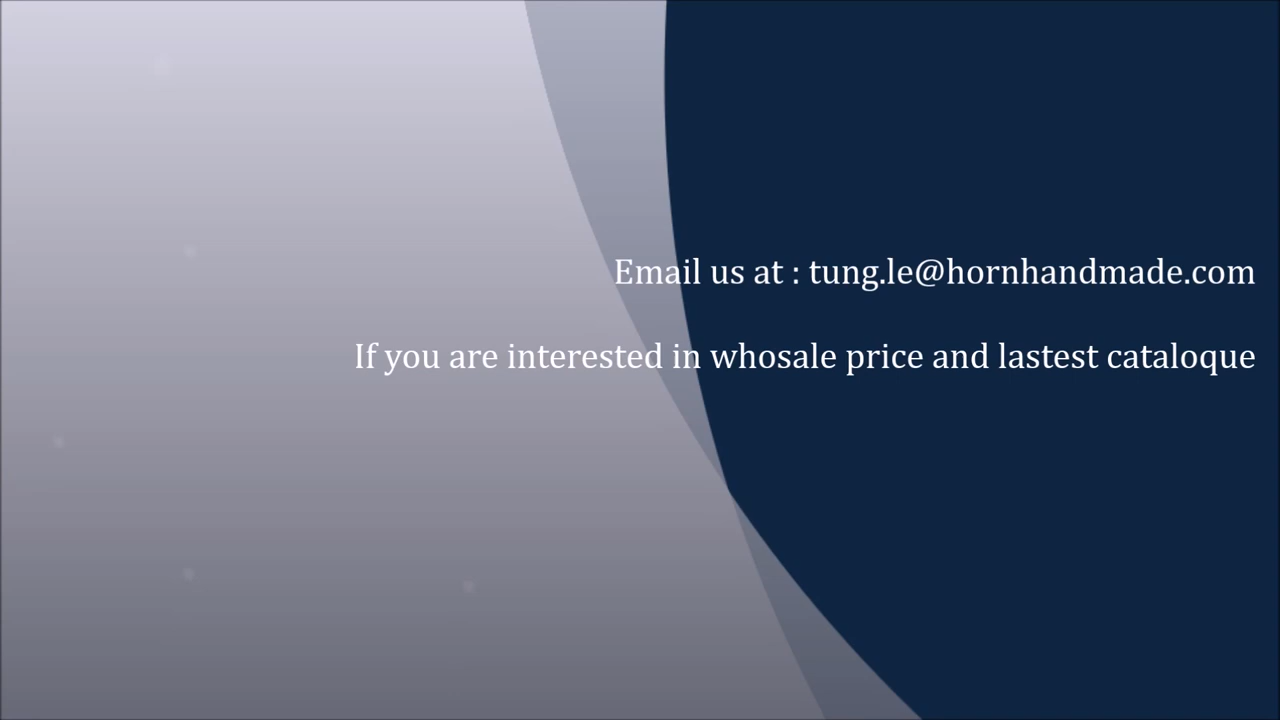 Email us at : tung.le@hornhandmade.com
If you are interested in whosale price and lastest cataloque